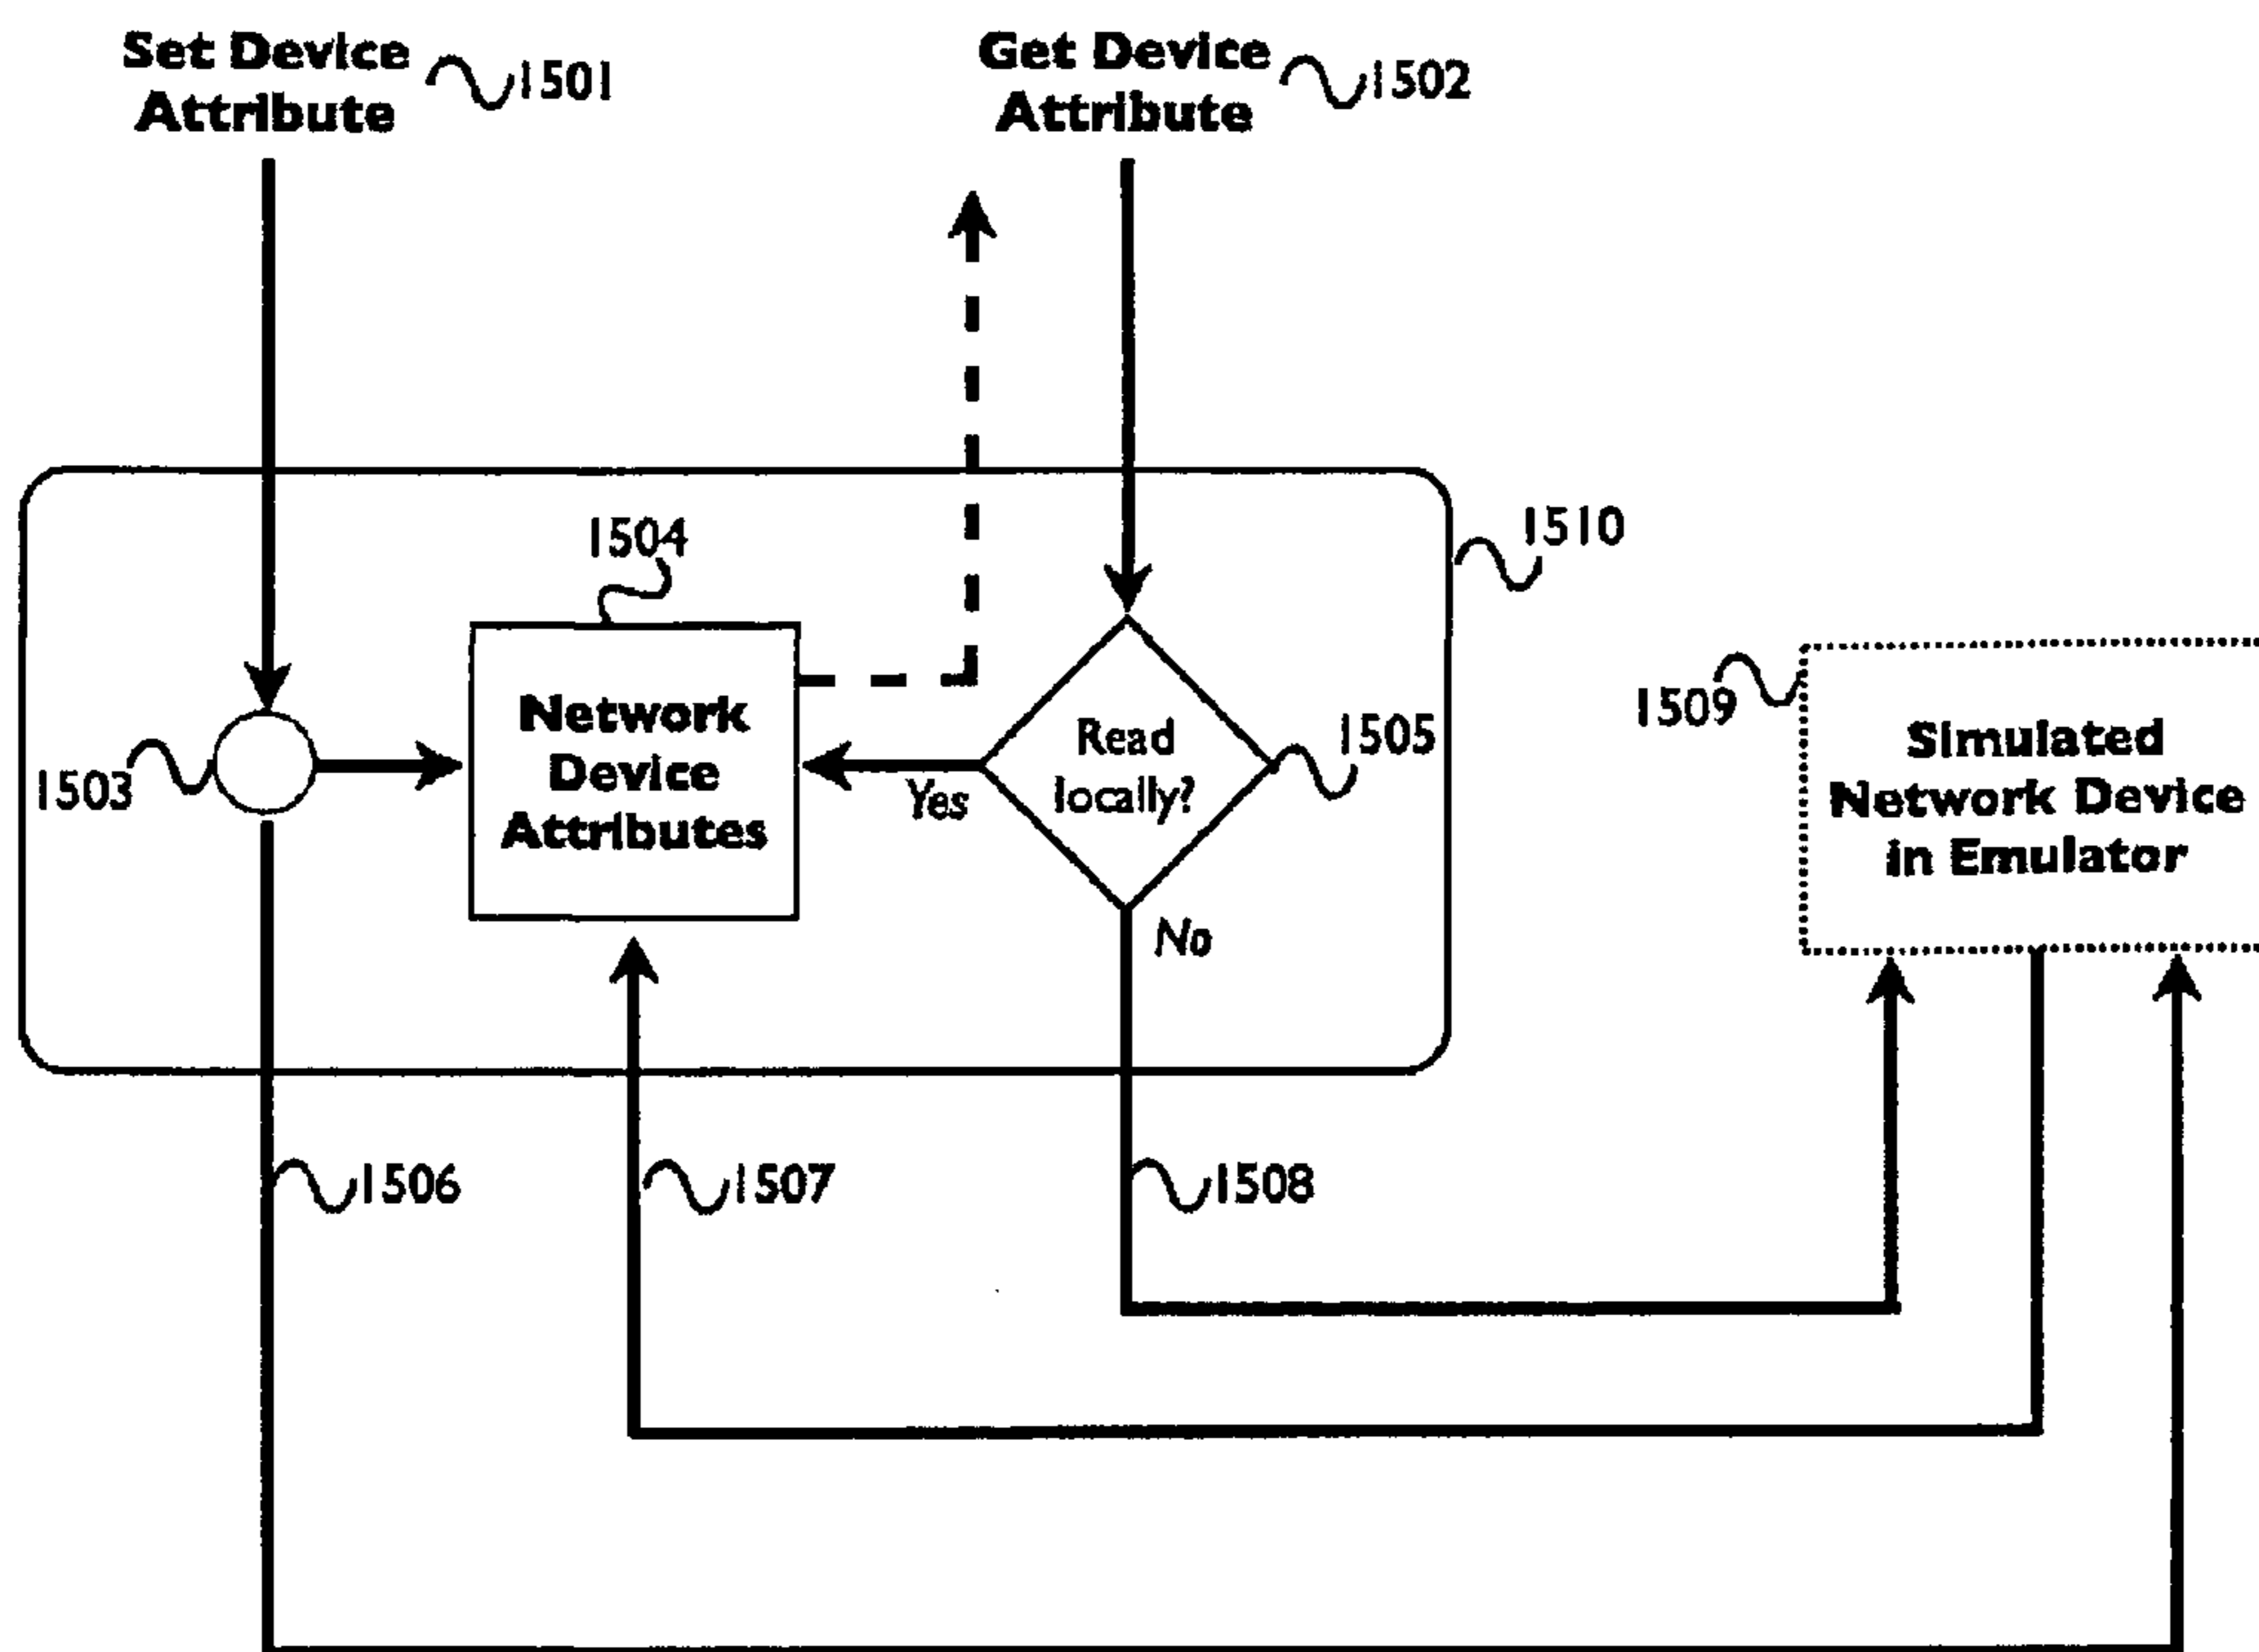 Set Device
Attribute
1501
Get Device
Attribute
1502
1504
1510
Network
Device
Attributes
1503
Read
locally?
1505
Yes
No
1509
Simulated
Network Device
in Emulator
1506
1507
1508